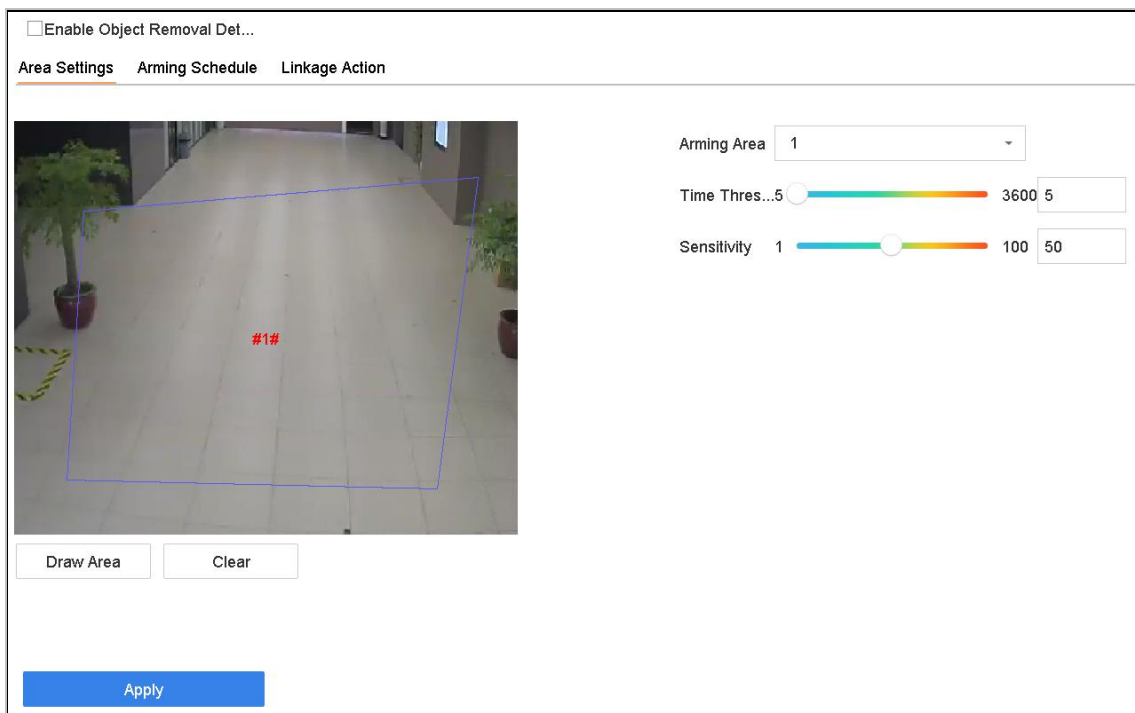 Enable Object Removal Det...
Area Settings Arming Schedule Linkage Action
Arming Area 1
Time Thres...5 3600 5
Sensitivity 1 100 50
#1#
Draw Area Clear
Apply